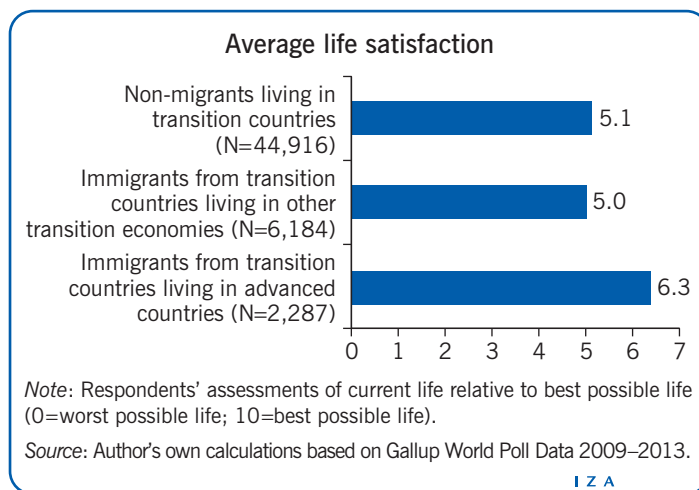 Average life satisfaction
Non-migrants living in
transition countries
(N=44,916)
5.1
Immigrants from transition
countries living in other
transition economies (N=6,184)
5.0
Immigrants from transition
countries living in advanced
countries (N=2,287)
6.3
0 1 2 3 4 5 6 7
Note: Respondents’ assessments of current life relative to best possible life
(0=worst possible life; 10=best possible life).
Source: Author’s own calculations based on Gallup World Poll Data 2009–2013.
I Z A